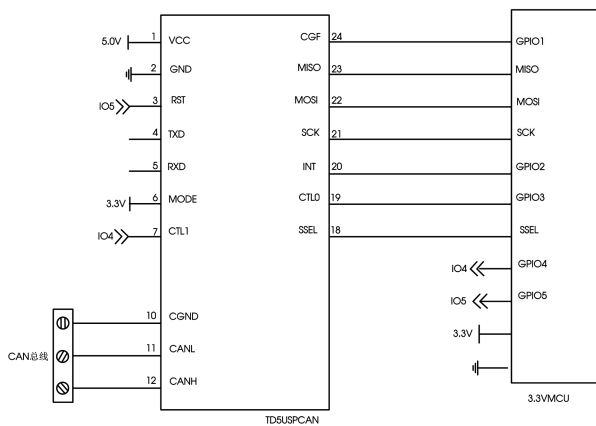 5.0V 1 VCC CGF 24 GPIO1
2 GND MISO 23 MISO
IO5 3 RST MOSI 22 MOSI
4 TXD SCK 21 SCK
5 RXD INT 20 GPIO2
3.3V 6 MODE CTL0 19 GPIO3
IO4 7 CTL1 SSEL 18 SSEL
IO4 GPIO4
IO5 GPIO5
3.3V
10 CGND
CAN总线 11 CANL
12 CANH
3.3VMCU
TD5USPCAN